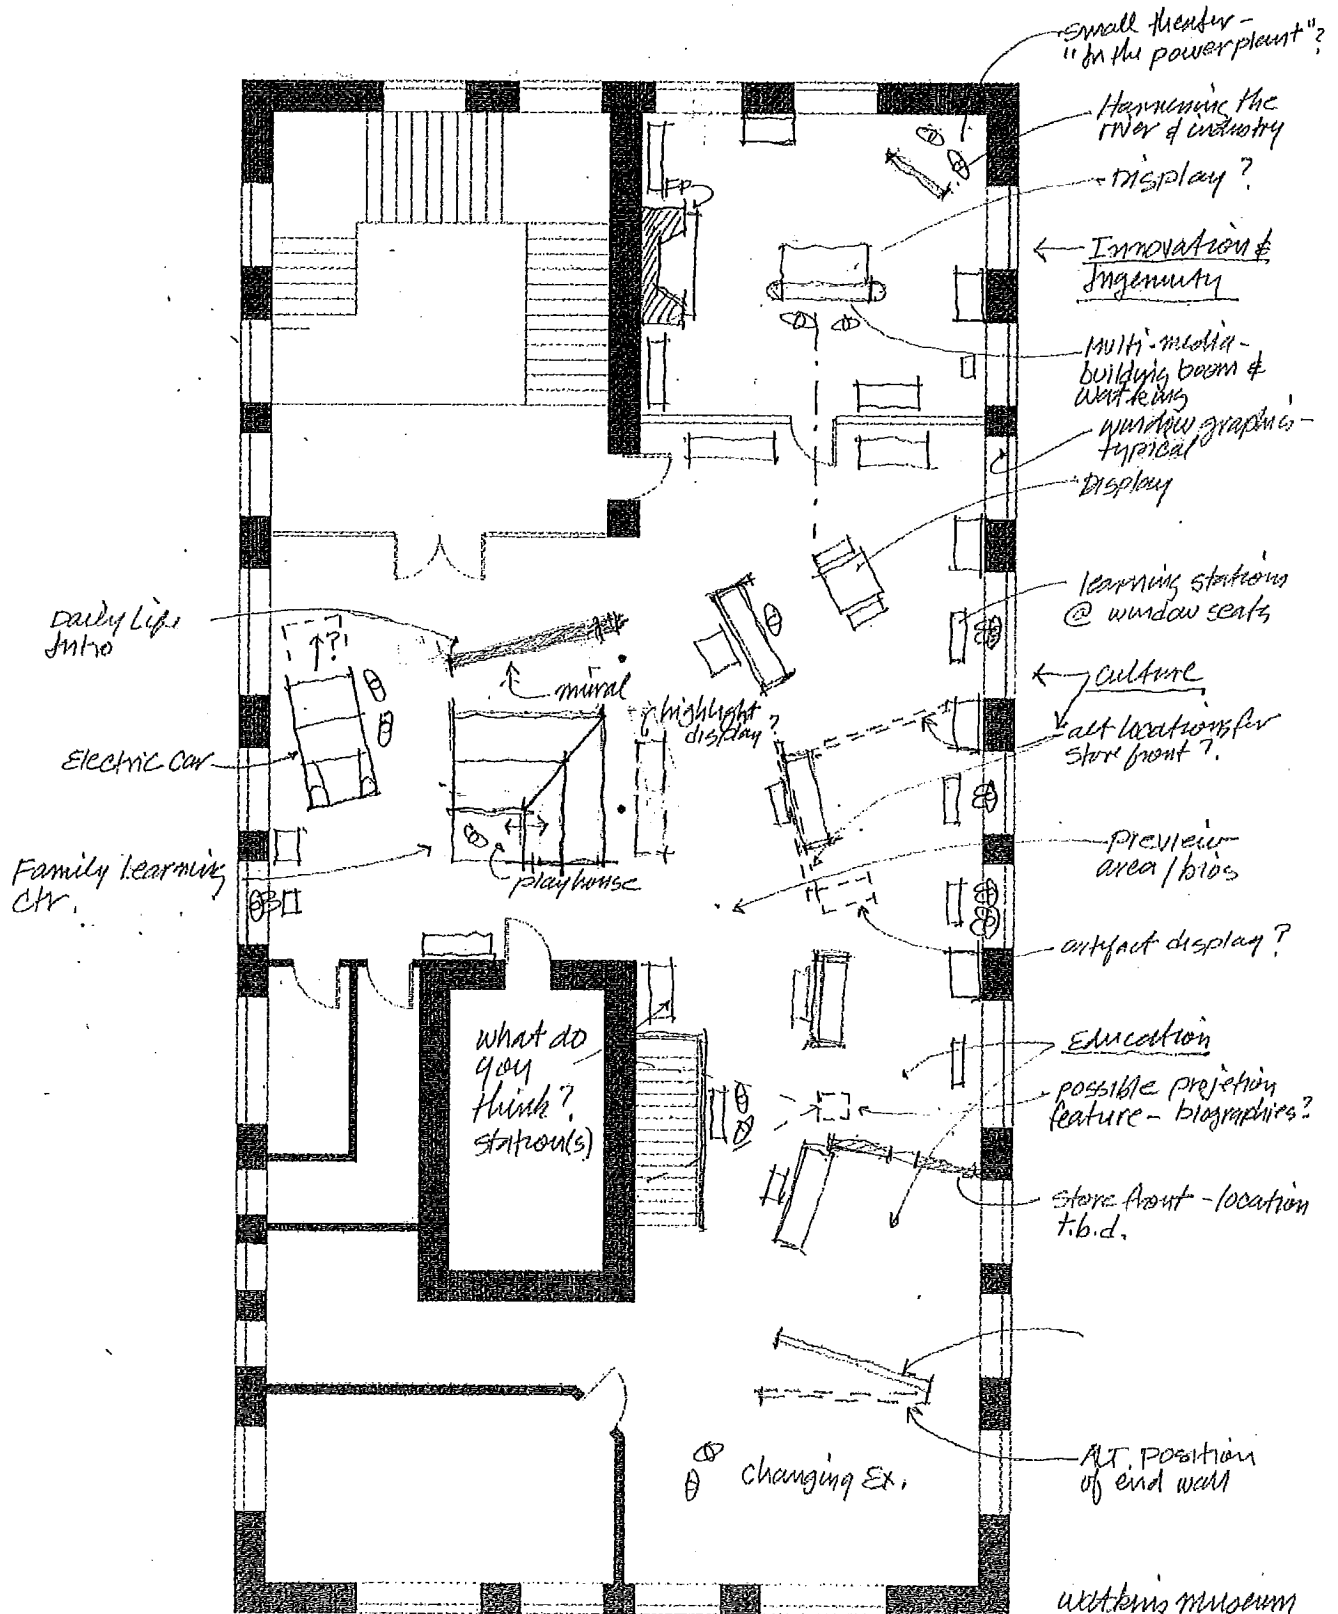 small theater -
"In the powerplant"?
Harnessing the
river & industry
Display ?
Innovation &
Ingenuity
Multi-media -
building boom &
Watkins
window graphics -
typical
Display
learning stations
@ window seats
culture
alt locations for
store front ?
preview
area / bios
artifact display ?
Education
possible projetion
feature - biographies?
store front - location
t.b.d.
ALT. position
of end wall
watkins museum
FP
Daily Life
Intro
?
mural
highlight
display ?
Electric Car
Family Learning
Ctr.
playhouse
what do
you
think?
station(s)
changing Ex.